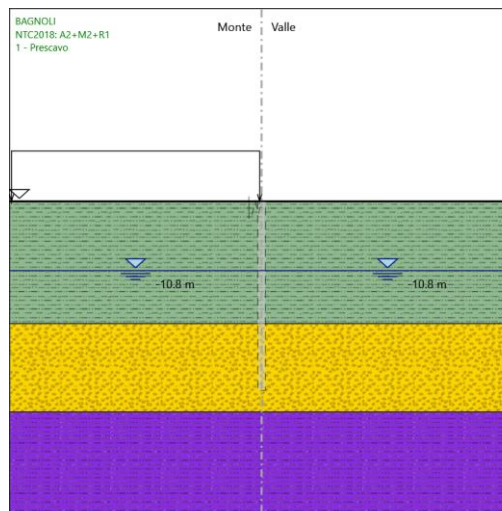 BAGNOLI
NTC2018: A2+M2+R1
1 - Prescavo
Monte
Valle
-10.8 m
-10.8 m